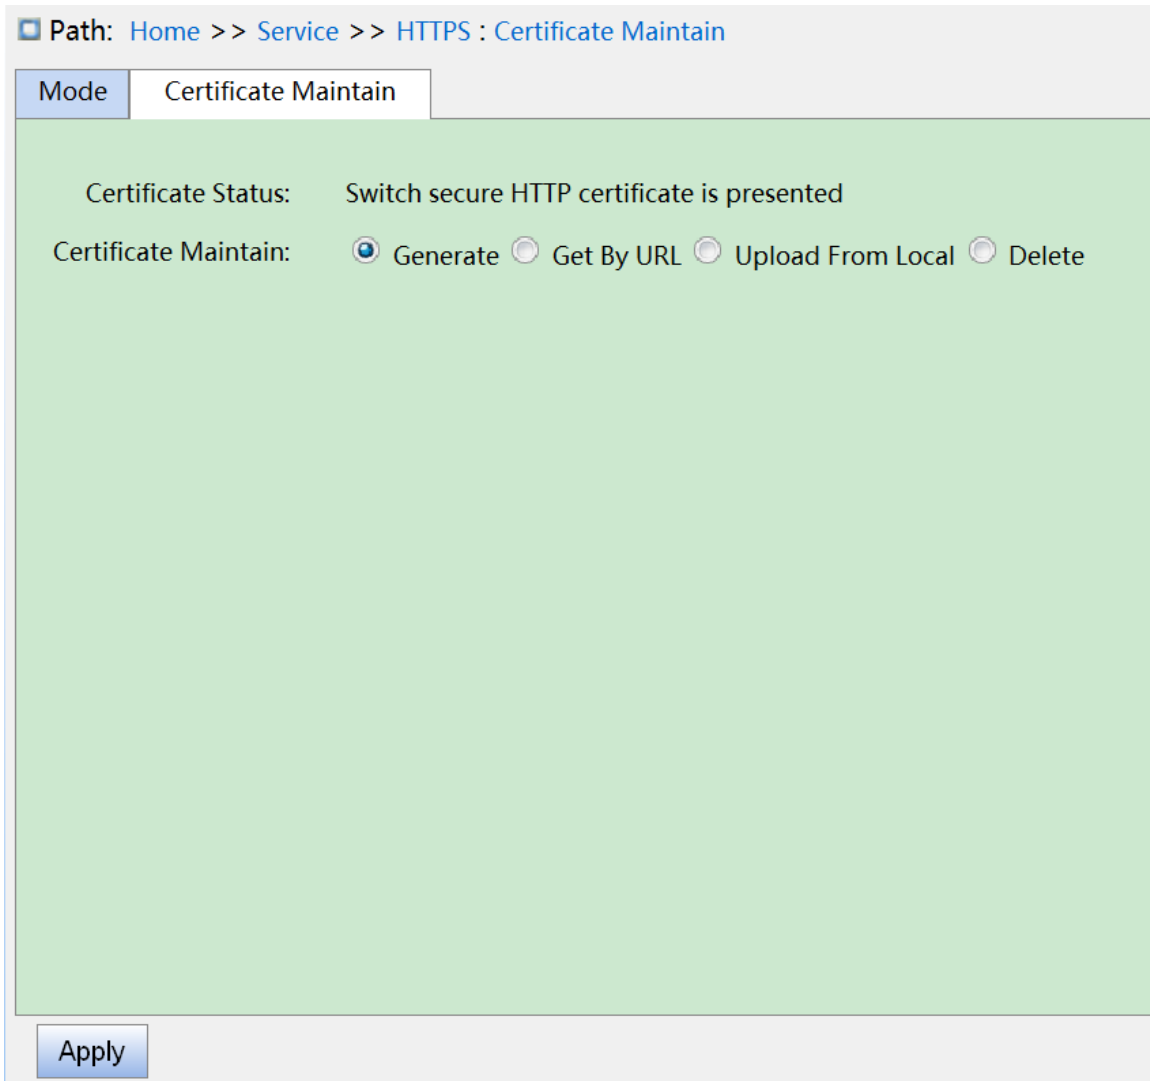 Path: Home >> Service >> HTTPS : Certificate Maintain
Mode Certificate Maintain
Certificate Status: Switch secure HTTP certificate is presented
Certificate Maintain: Generate Get By URL Upload From Local Delete
Apply